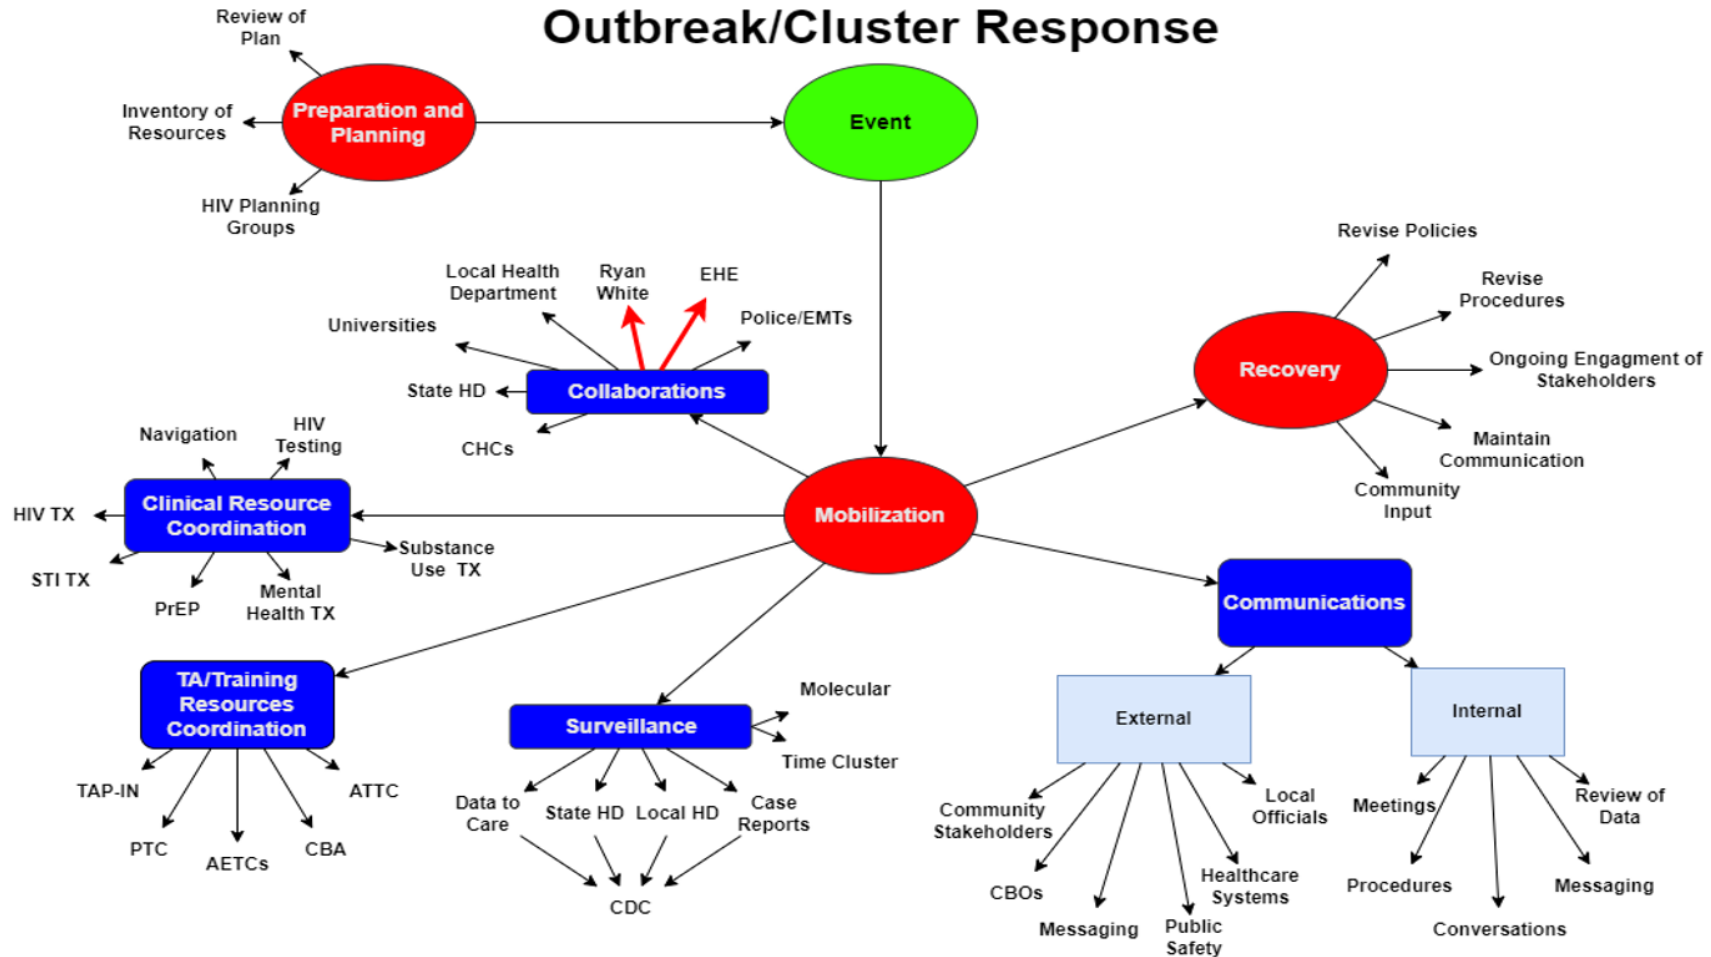 Outbreak/Cluster Response
Review of
Plan
Inventory of
Resources
Preparation and
Planning
Event
HIV Planning
Groups
Local Health
Department
Ryan
White
EHE
Universities
Police/EMTs
State HD
Collaborations
CHCs
Revise Policies
Revise
Procedures
Recovery
Ongoing Engagment of
Stakeholders
Maintain
Communication
Community
Input
Navigation
HIV
Testing
HIV TX
Clinical Resource
Coordination
Substance
Use TX
STI TX
PrEP
Mental
Health TX
Mobilization
Communications
TA/Training
Resources
Coordination
TAP-IN
PTC
AETCs
CBA
ATTC
Surveillance
Molecular
Time Cluster
Data to
Care
State HD
Local HD
Case
Reports
CDC
External
Internal
Community
Stakeholders
CBOs
Messaging
Public
Safety
Healthcare
Systems
Local
Officials
Meetings
Procedures
Conversations
Messaging
Review of
Data